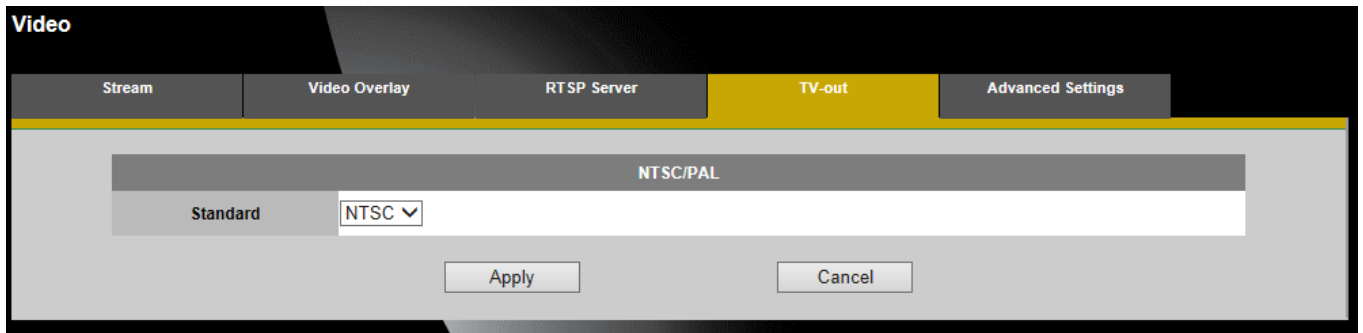 Video
Stream Video Overlay RTSP Server TV-out Advanced Settings
NTSC/PAL
Standard NTSC
Apply Cancel